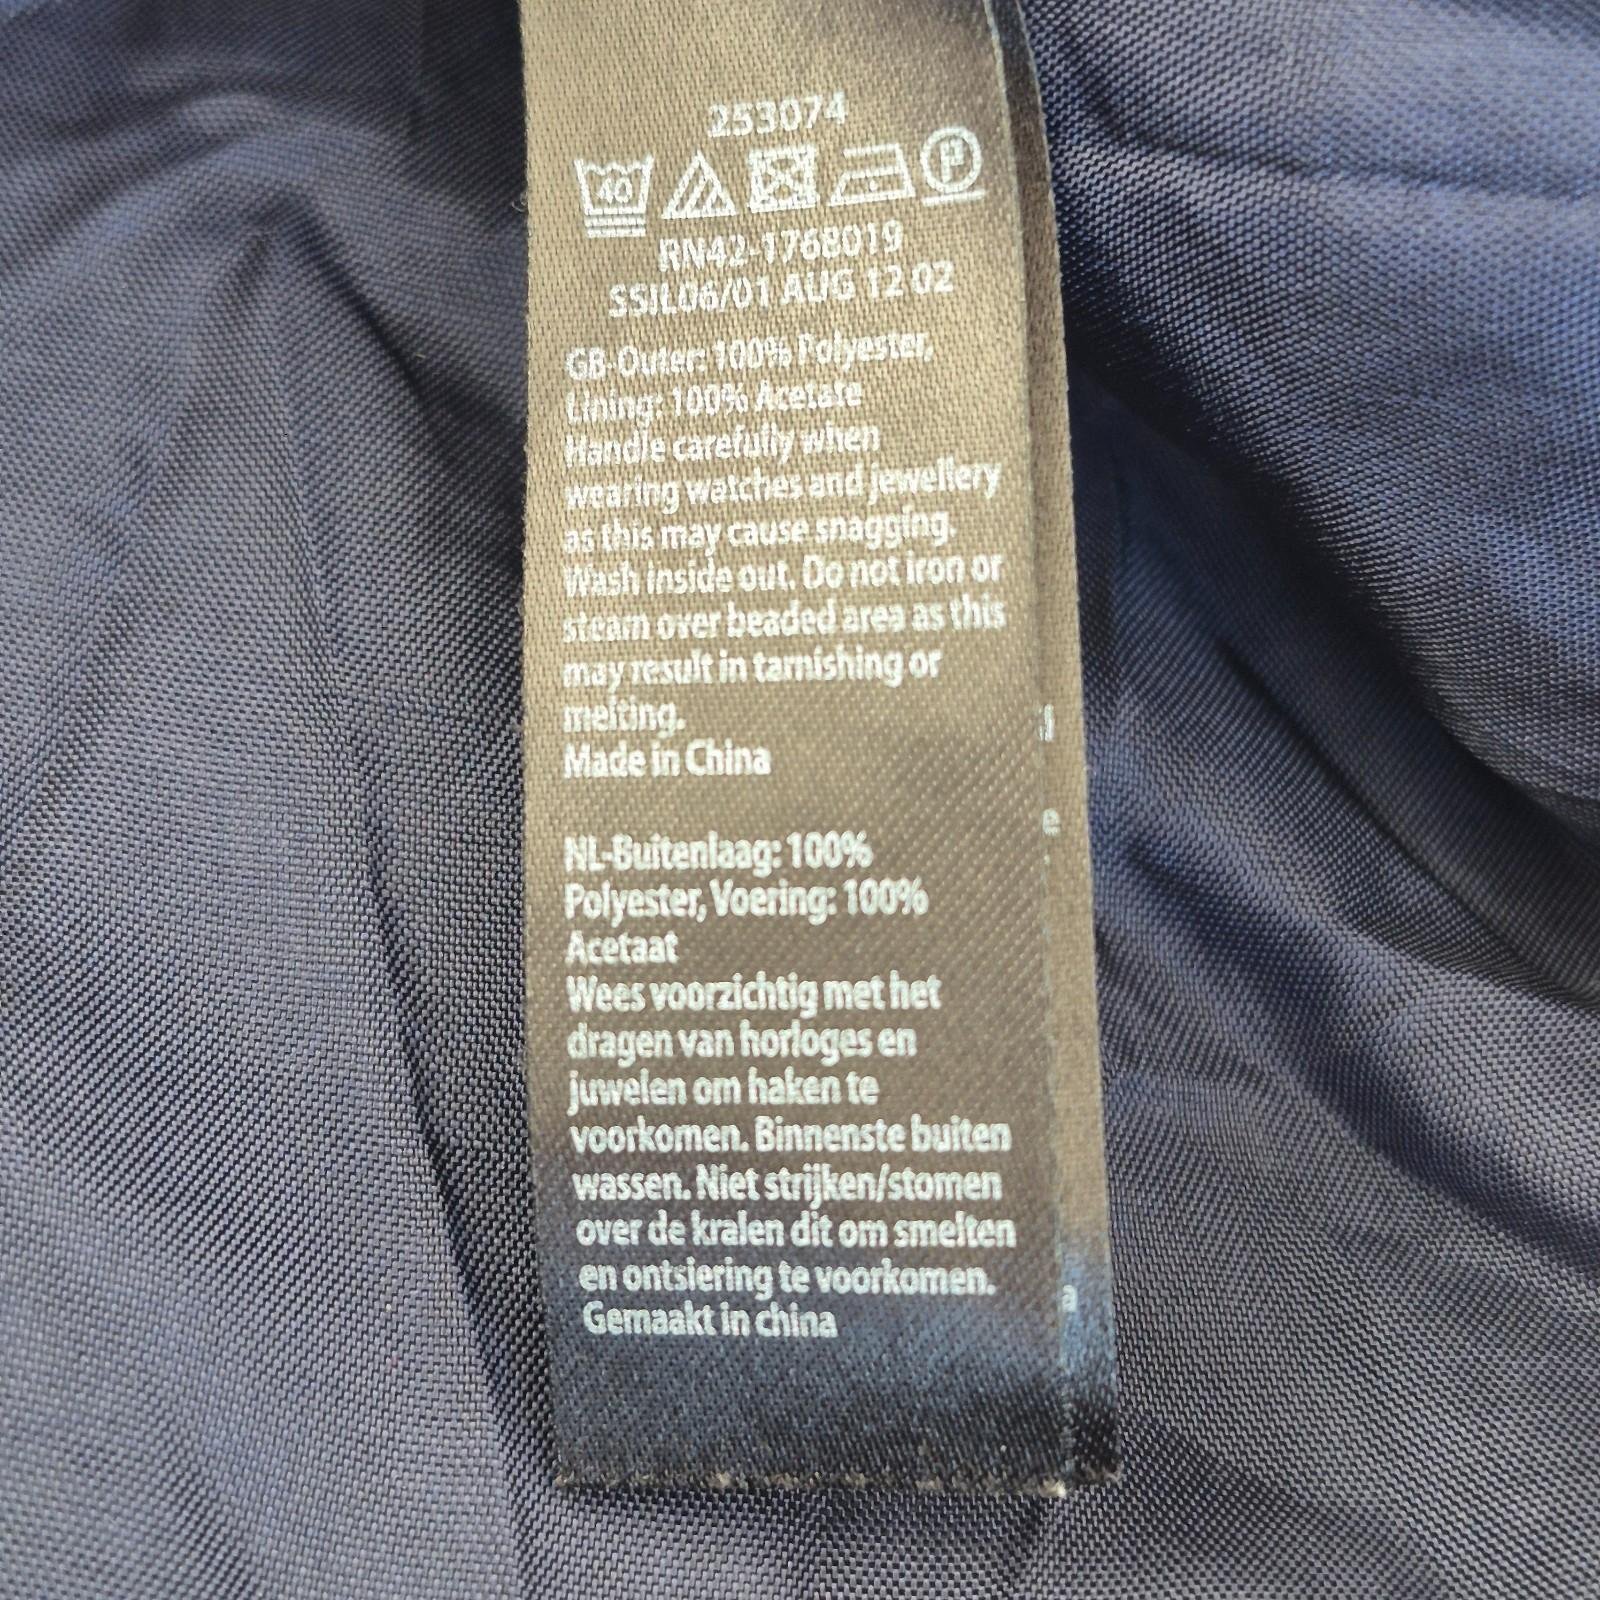 253074
40 P
RN42-1768019
SSJL06/01 AUG 12 02
GB-Outer: 100% Polyester,
Lining: 100% Acetate
Handle carefully when
wearing watches and jewellery
as this may cause snagging.
Wash inside out. Do not iron or
steam over beaded area as this
may result in tarnishing or
melting.
Made in China
NL-Buitenlaag: 100%
Polyester, Voering: 100%
Acetaat
Wees voorzichtig met het
dragen van horloges en
juwelen om haken te
voorkomen. Binnenste buiten
wassen. Niet strijken/stomen
over de kralen dit om smelten
en ontsiering te voorkomen.
Gemaakt in china